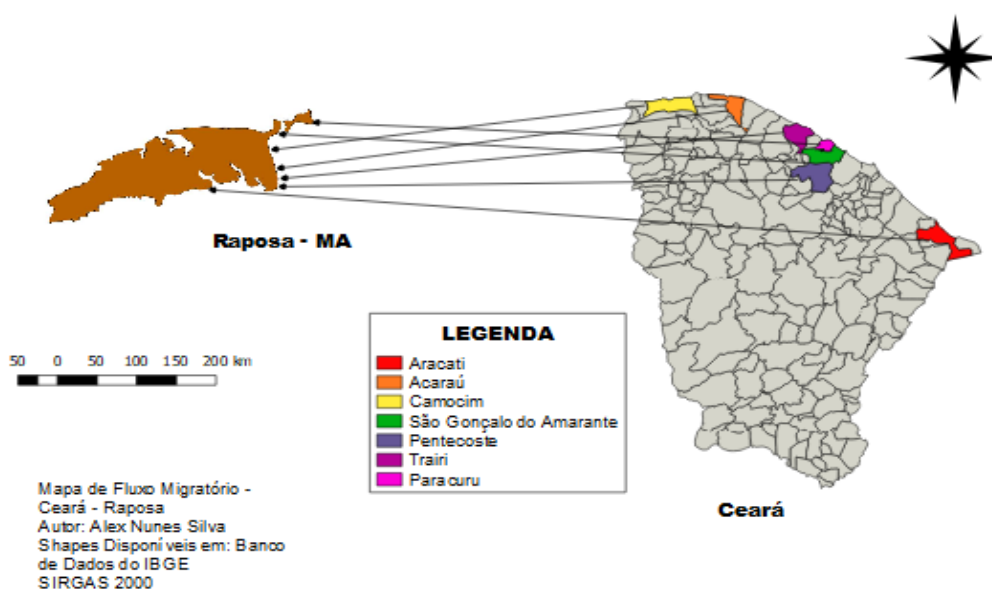 Raposa - MA
50 0 50 100 150 200 km
LEGENDA
Aracati
Acaraú
Camocim
São Gonçalo do Amarante
Pentecoste
Trairi
Paracuru
Ceará
Mapa de Fluxo Migratório -
Ceará - Raposa
Autor: Alex Nunes Silva
Shapes Disponíveis em: Banco
de Dados do IBGE
SIRGAS 2000